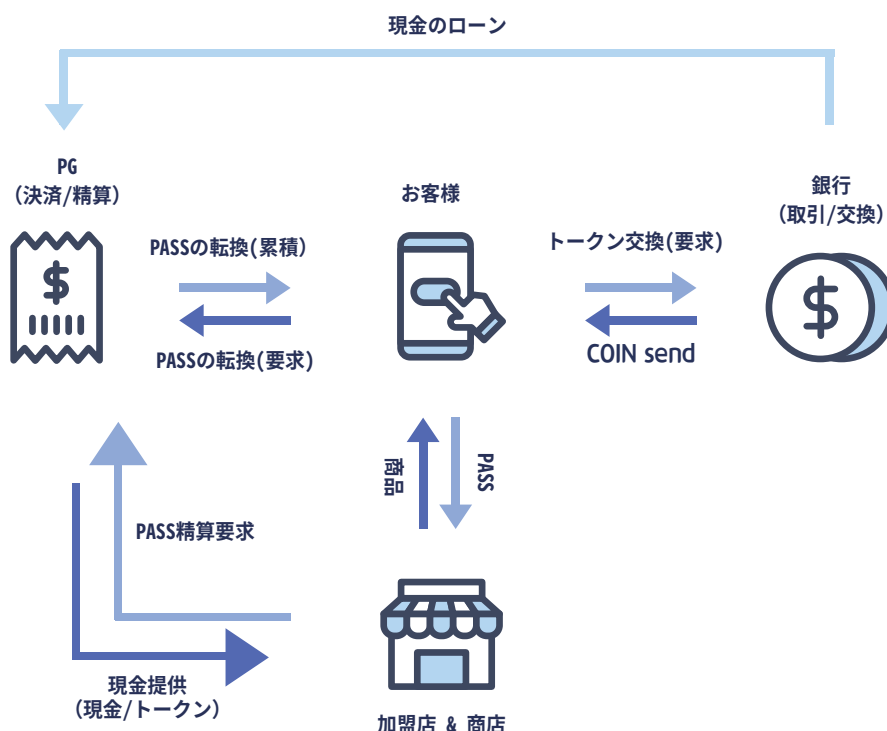 現金のローン
PG
（決済/精算）
お客様
銀行
（取引/交換）
PASSの転換(累積）
トークン交換(要求)
PASSの転換(要求)
COIN send
商品
PASS
PASS精算要求
現金提供
（現金/トークン）
加盟店 & 商店